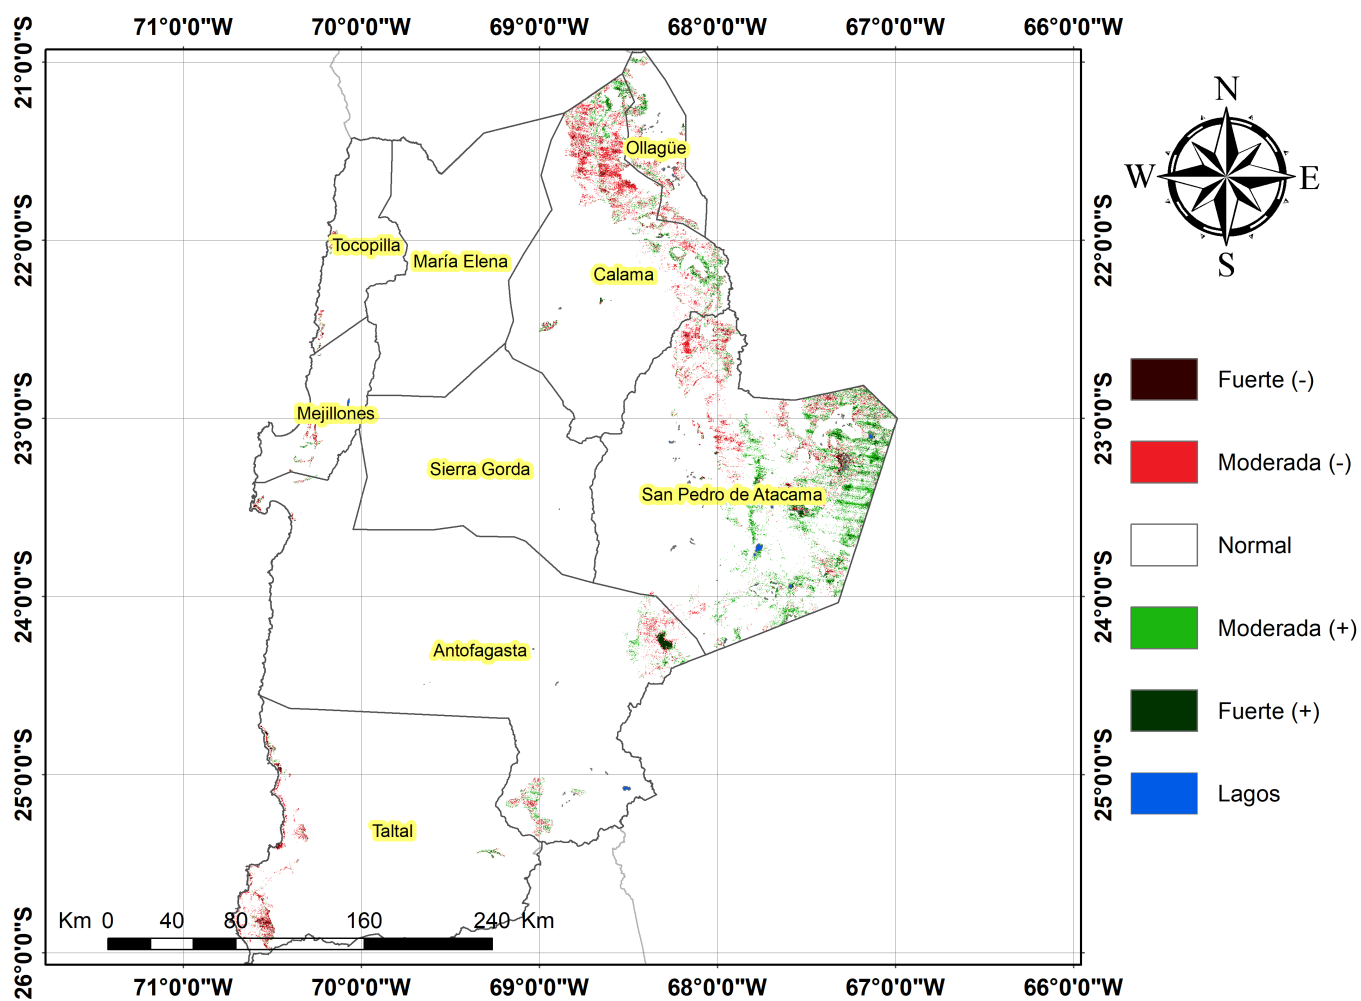 71°0'0"W 70°0'0"W 69°0'0"W 68°0'0"W 67°0'0"W 66°0'0"W
21°0'0"S
22°0'0"S
23°0'0"S
24°0'0"S
25°0'0"S
26°0'0"S
Ollagüe
Tocopilla
María Elena
Calama
Mejillones
Sierra Gorda
San Pedro de Atacama
Antofagasta
Taltal
Km 0 40 80 160 240 Km
22°0'0"S
23°0'0"S
24°0'0"S
25°0'0"S
71°0'0"W 70°0'0"W 69°0'0"W 68°0'0"W 67°0'0"W 66°0'0"W
N
W E
S
Fuerte (-)
Moderada (-)
Normal
Moderada (+)
Fuerte (+)
Lagos